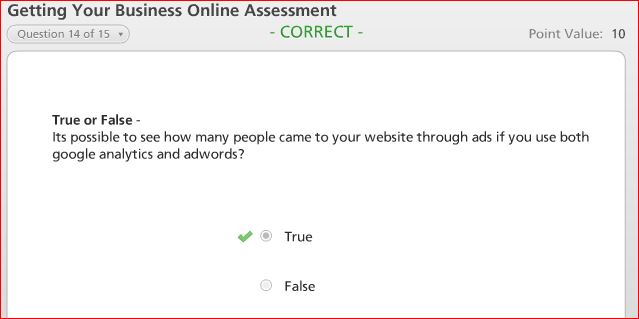 Getting Your Business Online Assessment
Question 14 of 15
- CORRECT -
Point Value: 10
True or False -
Its possible to see how many people came to your website through ads if you use both
google analytics and adwords?
True
False